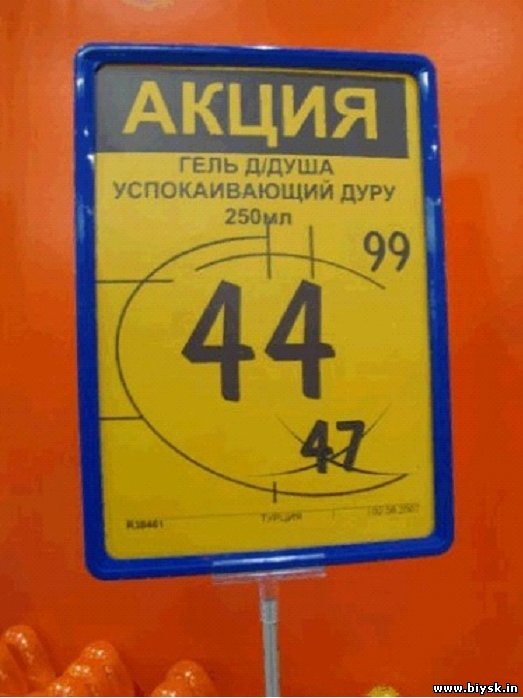 АКЦИЯ
ГЕЛЬ Д/ДУША
УСПОКАИВАЮЩИЙ ДУРУ
250мл
99
44
47
ТУРЦИЯ
www.biysk.in